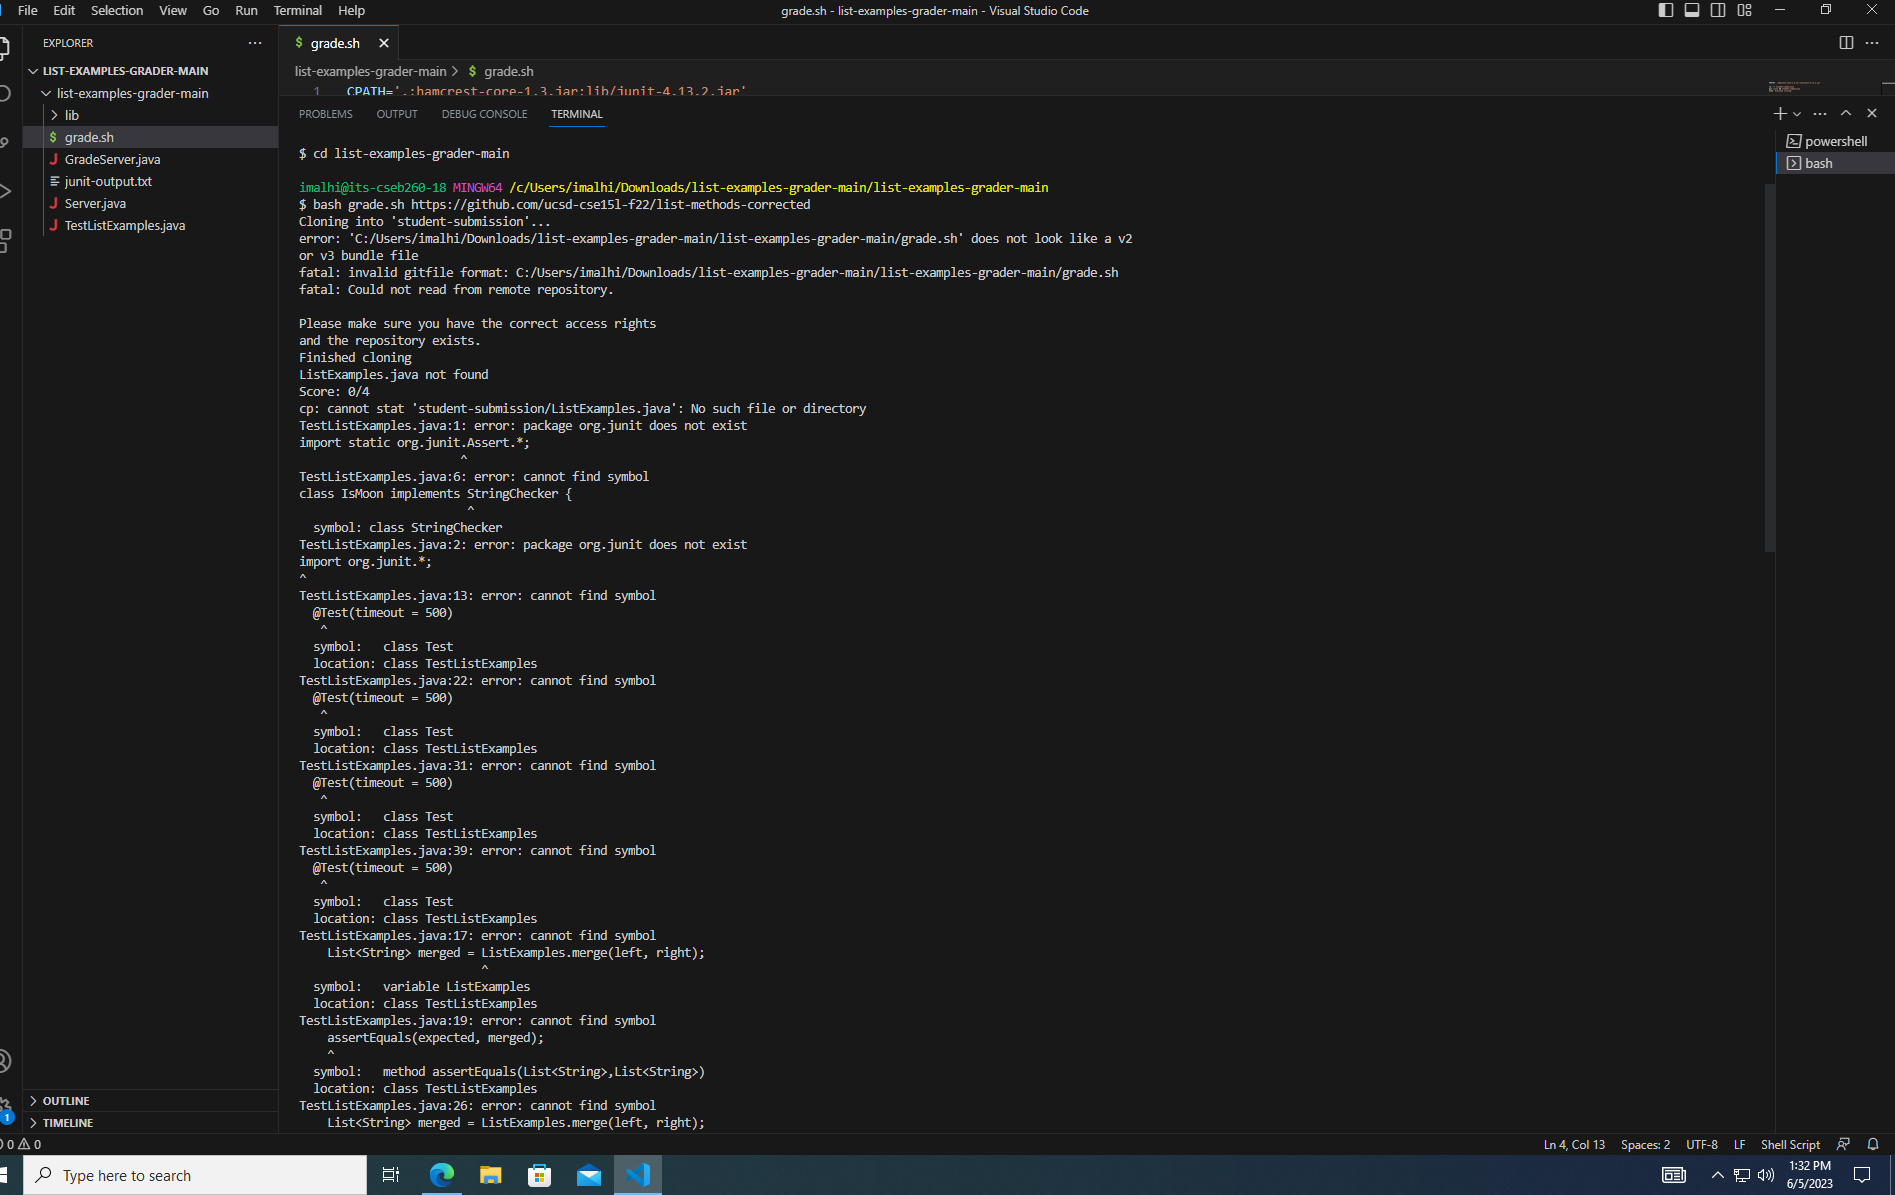 File Edit Selection View Go Run Terminal Help
grade.sh - list-examples-grader-main - Visual Studio Code
EXPLORER
LIST-EXAMPLES-GRADER-MAIN
list-examples-grader-main
lib
grade.sh
GradeServer.java
junit-output.txt
Server.java
TestListExamples.java
OUTLINE
TIMELINE
$ grade.sh
list-examples-grader-main > $ grade.sh
1 CPATH='.:hamcrest-core-1.3.jar:lib/junit-4.13.2.jar'
PROBLEMS OUTPUT DEBUG CONSOLE TERMINAL
powershell
bash
$ cd list-examples-grader-main
imalhi@its-cseb260-18 MINGW64 /c/Users/imalhi/Downloads/list-examples-grader-main/list-examples-grader-main
$ bash grade.sh https://github.com/ucsd-cse15l-f22/list-methods-corrected
Cloning into 'student-submission'...
error: 'C:/Users/imalhi/Downloads/list-examples-grader-main/list-examples-grader-main/grade.sh' does not look like a v2
or v3 bundle file
fatal: invalid gitfile format: C:/Users/imalhi/Downloads/list-examples-grader-main/list-examples-grader-main/grade.sh
fatal: Could not read from remote repository.
Please make sure you have the correct access rights
and the repository exists.
Finished cloning
ListExamples.java not found
Score: 0/4
cp: cannot stat 'student-submission/ListExamples.java': No such file or directory
TestListExamples.java:1: error: package org.junit does not exist
import static org.junit.Assert.*;
^
TestListExamples.java:6: error: cannot find symbol
class IsMoon implements StringChecker {
^
symbol: class StringChecker
TestListExamples.java:2: error: package org.junit does not exist
import org.junit.*;
^
TestListExamples.java:13: error: cannot find symbol
@Test(timeout = 500)
^
symbol:   class Test
location: class TestListExamples
TestListExamples.java:22: error: cannot find symbol
@Test(timeout = 500)
^
symbol:   class Test
location: class TestListExamples
TestListExamples.java:31: error: cannot find symbol
@Test(timeout = 500)
^
symbol:   class Test
location: class TestListExamples
TestListExamples.java:39: error: cannot find symbol
@Test(timeout = 500)
^
symbol:   class Test
location: class TestListExamples
TestListExamples.java:17: error: cannot find symbol
List<String> merged = ListExamples.merge(left, right);
^
symbol:   variable ListExamples
location: class TestListExamples
TestListExamples.java:19: error: cannot find symbol
assertEquals(expected, merged);
^
symbol:   method assertEquals(List<String>,List<String>)
location: class TestListExamples
TestListExamples.java:26: error: cannot find symbol
List<String> merged = ListExamples.merge(left, right);
1
0 0
Ln 4, Col 13 Spaces: 2 UTF-8 LF Shell Script
Type here to search
1:32 PM
6/5/2023